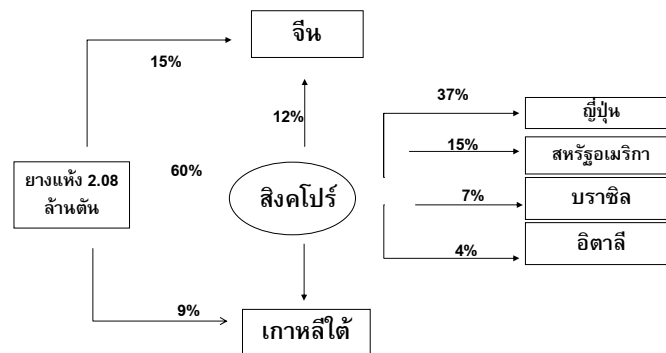 จีน
15%
37%
12%
ญี่ปุ่น
15%
สหรัฐอเมริกา
60%
ยางแห้ง 2.08
ล้านตัน
สิงคโปร์
7%
บราซิล
4%
อิตาลี
9%
เกาหลีใต้